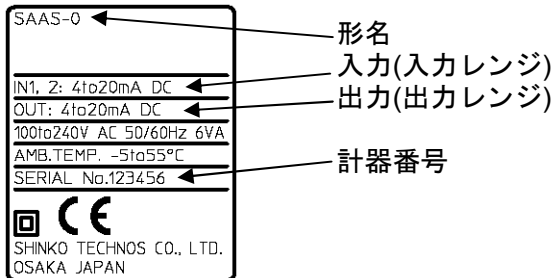 SAAS-0
形名
IN1, 2: 4to20mA DC
入力(入力レンジ)
OUT: 4to20mA DC
出力(出力レンジ)
100to240V AC 50/60Hz 6VA
AMB.TEMP. -5to55°C
SERIAL No.123456
計器番号
CE
SHINKO TECHNOS CO., LTD.
OSAKA JAPAN